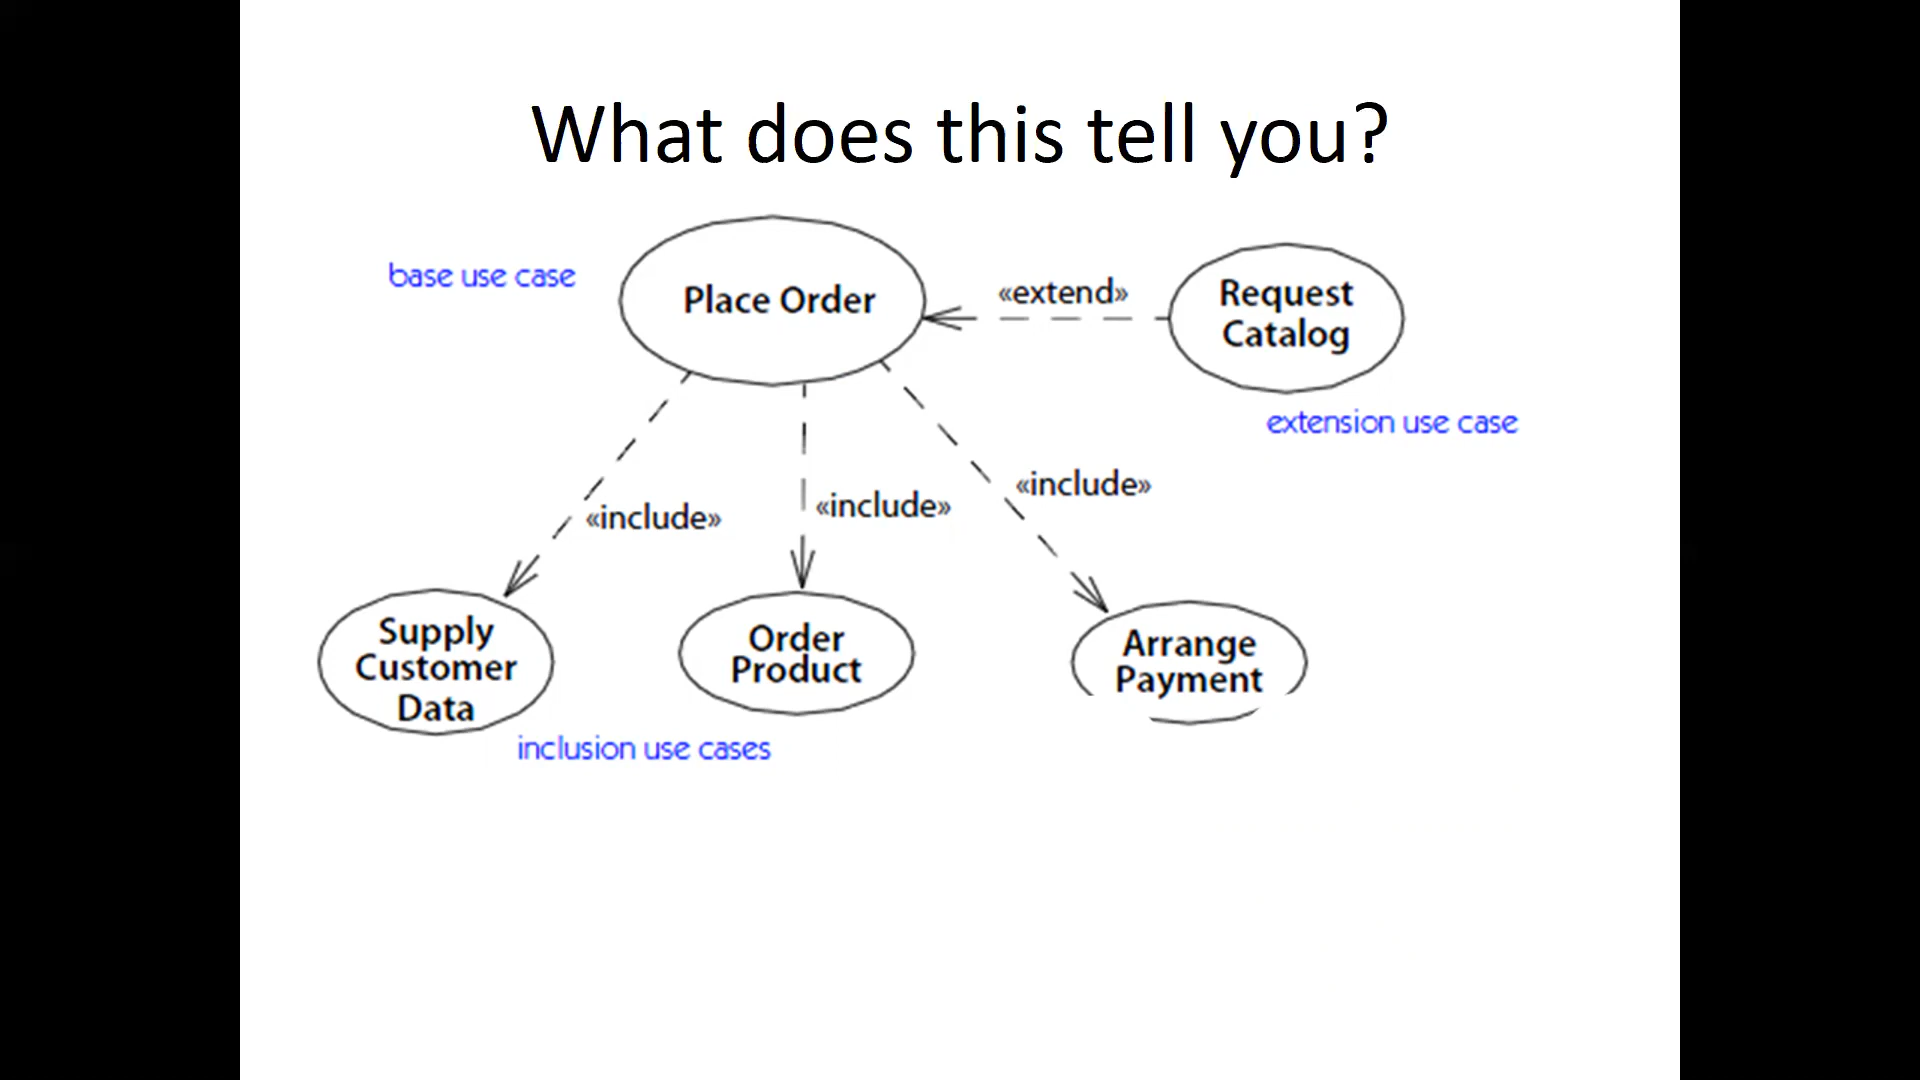 What does this tell you?
base use case
Place Order
«extend»
Request
Catalog
extension use case
«include»
«include»
«include»
Supply
Customer
Data
Order
Product
Arrange
Payment
inclusion use cases